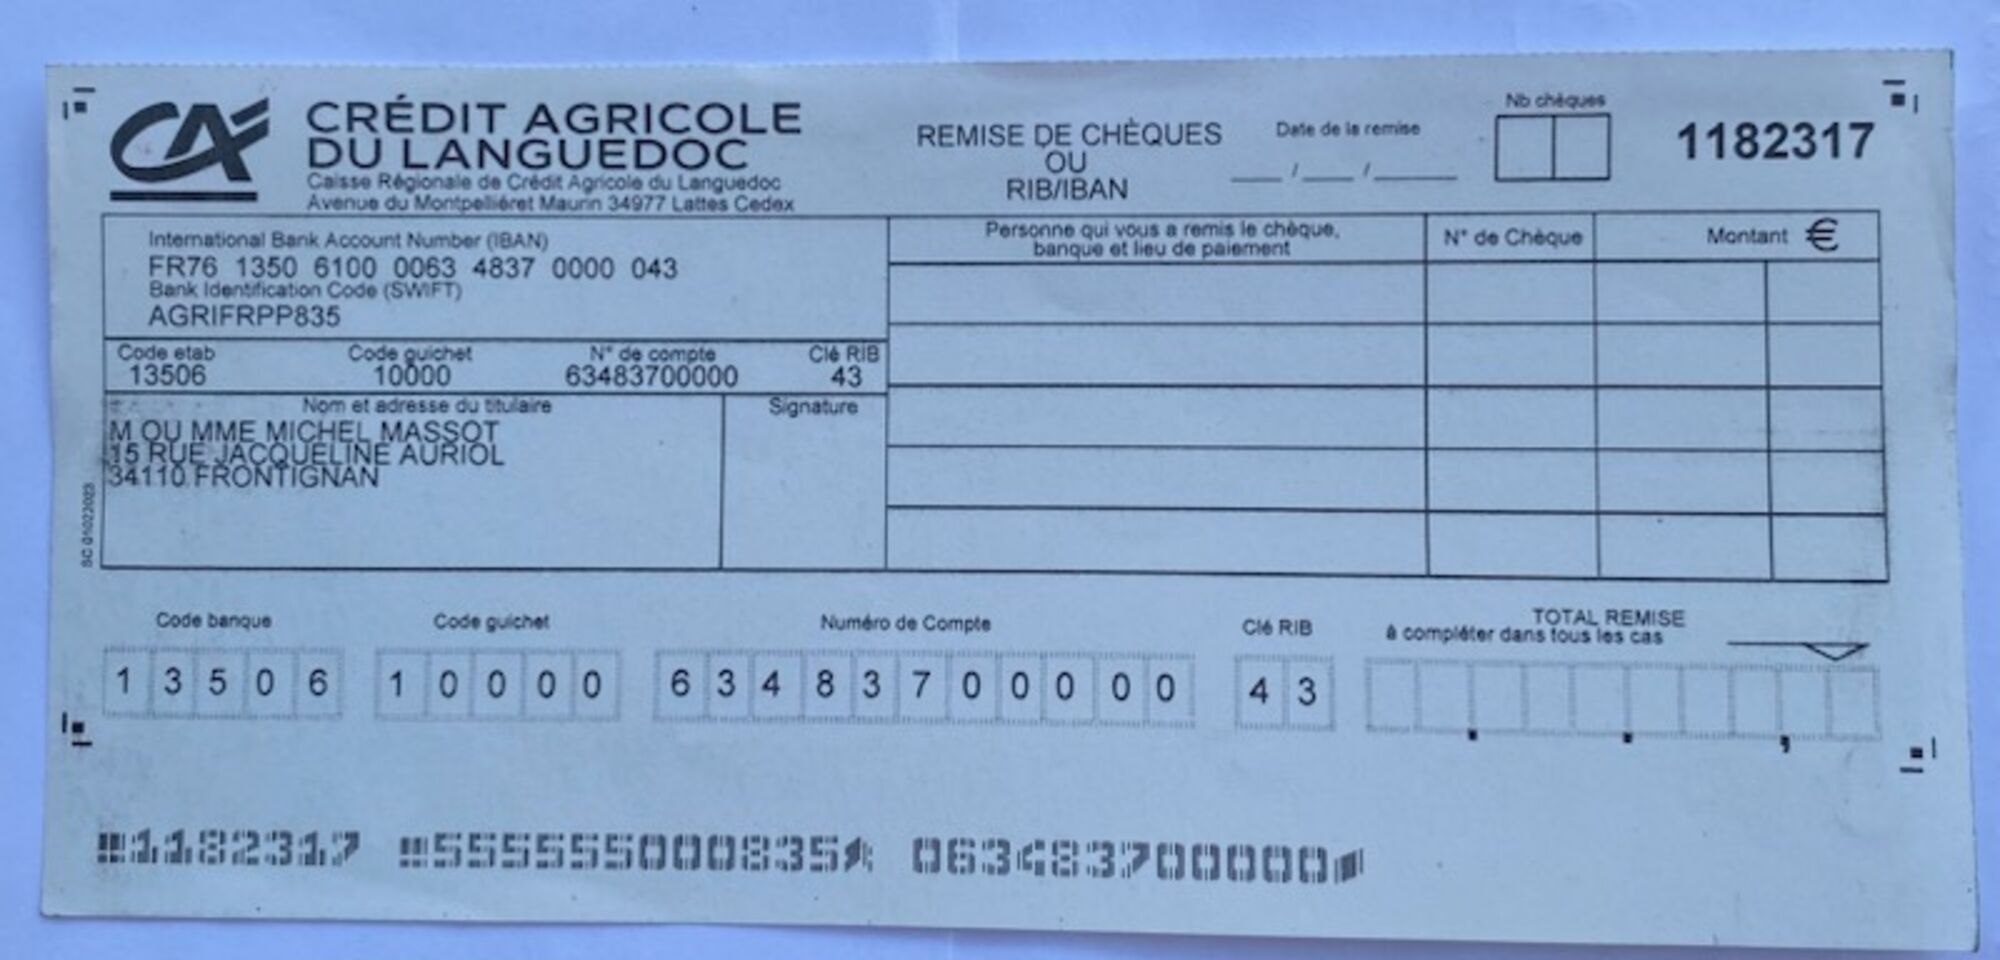 CA
CRÉDIT AGRICOLE
DU LANGUEDOC
Caisse Régionale de Crédit Agricole du Languedoc
Avenue du Montpelliéret Maurin 34977 Lattes Cedex
REMISE DE CHÈQUES
OU
RIB/IBAN
Date de la remise
__ / __ / ____
Nb chèques
1182317
International Bank Account Number (IBAN)
FR76 1350 6100 0063 4837 0000 043
Bank Identification Code (SWIFT)
AGRIFRPP835
Code etab Code guichet N° de compte Clé RIB
13506 10000 63483700000 43
Nom et adresse du titulaire
M OU MME MICHEL MASSOT
15 RUE JACQUELINE AURIOL
34110 FRONTIGNAN
Signature
SC 01022023
Personne qui vous a remis le chèque,
banque et lieu de paiement
N° de Chèque
Montant €
Code banque Code guichet Numéro de Compte Clé RIB
TOTAL REMISE
à compléter dans tous les cas
1 3 5 0 6 1 0 0 0 0 6 3 4 8 3 7 0 0 0 0 0 4 3
. . ,
1182317 555555000835 063483700000